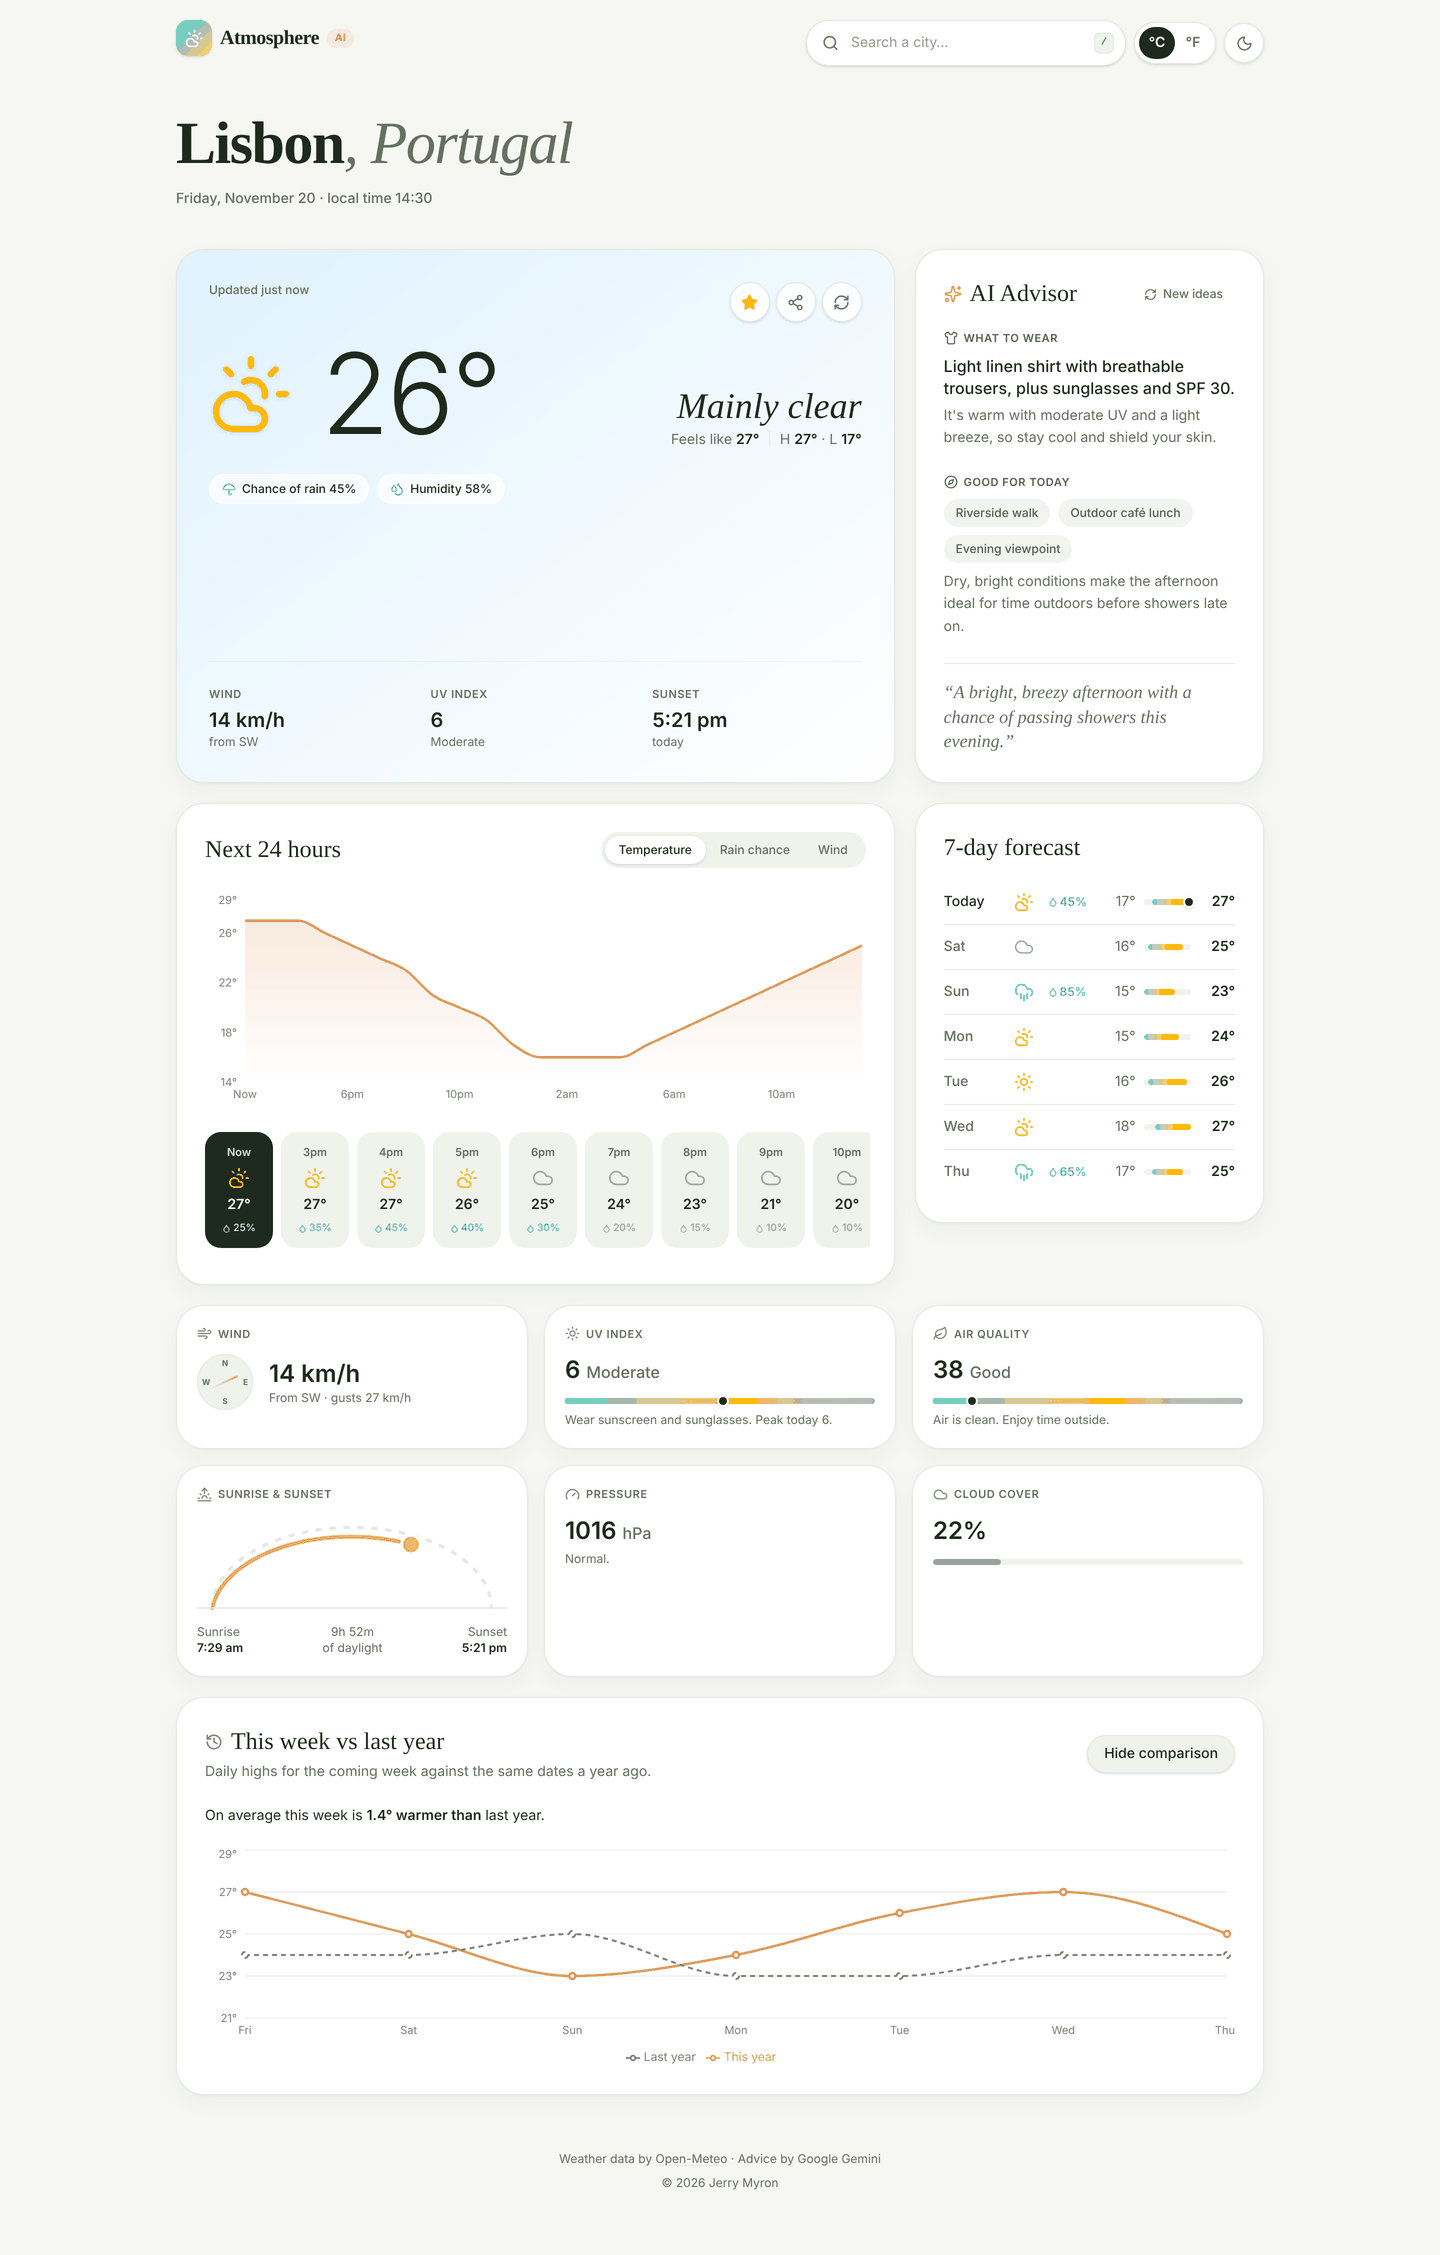 Atmosphere AI
Search a city... /
°C °F
Lisbon, Portugal
Friday, November 20 · local time 14:30
Updated just now
26°
Mainly clear
Feels like 27° H 27° · L 17°
Chance of rain 45% Humidity 58%
WIND UV INDEX SUNSET
14 km/h 6 5:21 pm
from SW Moderate today
AI Advisor New ideas
WHAT TO WEAR
Light linen shirt with breathable
trousers, plus sunglasses and SPF 30.
It's warm with moderate UV and a light
breeze, so stay cool and shield your skin.
GOOD FOR TODAY
Riverside walk Outdoor café lunch
Evening viewpoint
Dry, bright conditions make the afternoon
ideal for time outdoors before showers late
on.
“A bright, breezy afternoon with a
chance of passing showers this
evening.”
Next 24 hours
Temperature Rain chance Wind
29°
26°
22°
18°
14°
Now 6pm 10pm 2am 6am 10am
Now 3pm 4pm 5pm 6pm 7pm 8pm 9pm 10pm
27° 27° 27° 26° 25° 24° 23° 21° 20°
25% 35% 45% 40% 30% 20% 15% 10% 10%
7-day forecast
Today 45% 17° 27°
Sat 16° 25°
Sun 85% 15° 23°
Mon 15° 24°
Tue 16° 26°
Wed 18° 27°
Thu 65% 17° 25°
WIND
N
W E
S
14 km/h
From SW · gusts 27 km/h
UV INDEX
6 Moderate
Wear sunscreen and sunglasses. Peak today 6.
AIR QUALITY
38 Good
Air is clean. Enjoy time outside.
SUNRISE & SUNSET
Sunrise 9h 52m Sunset
7:29 am of daylight 5:21 pm
PRESSURE
1016 hPa
Normal.
CLOUD COVER
22%
This week vs last year
Daily highs for the coming week against the same dates a year ago.
Hide comparison
On average this week is 1.4° warmer than last year.
29°
27°
25°
23°
21°
Fri Sat Sun Mon Tue Wed Thu
Last year This year
Weather data by Open-Meteo · Advice by Google Gemini
© 2026 Jerry Myron